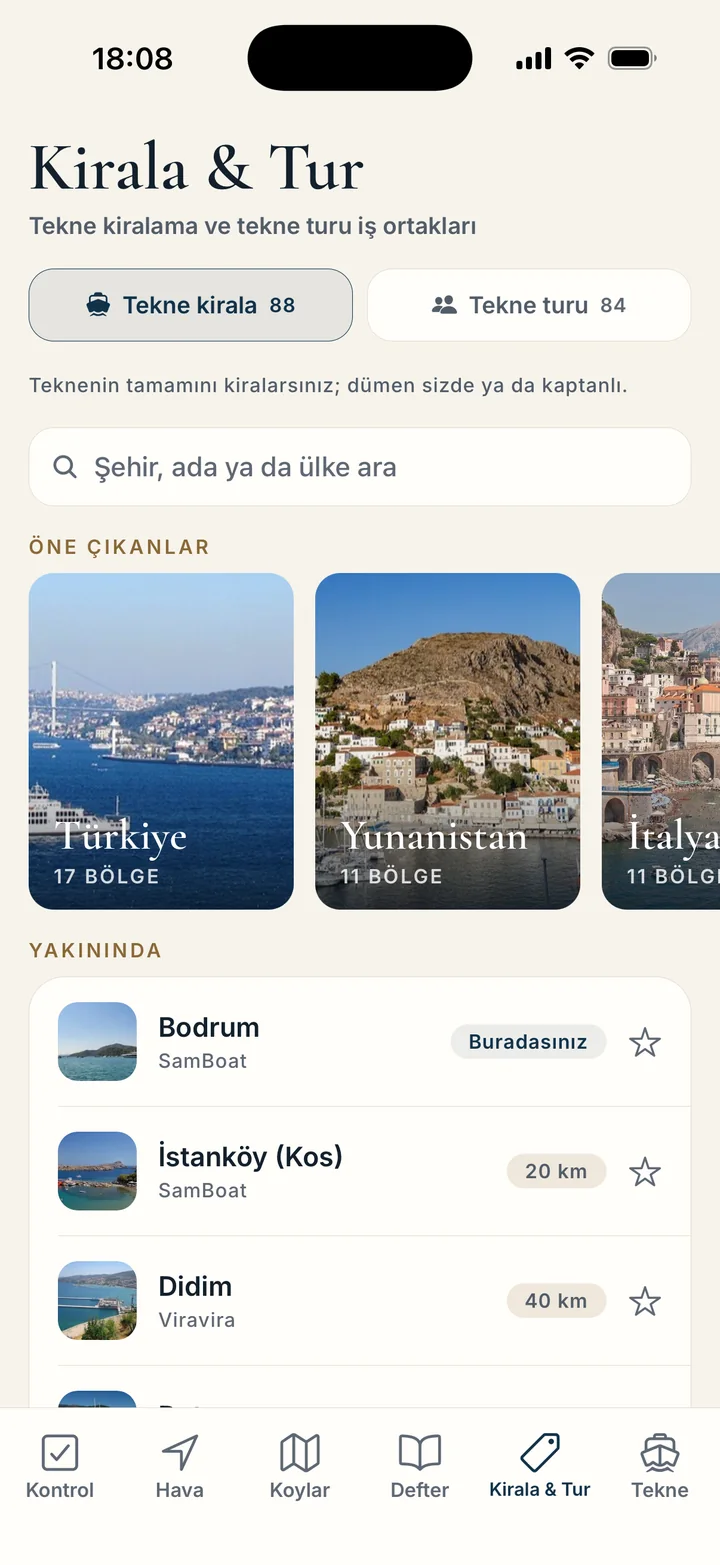 18:08
Kirala & Tur
Tekne kiralama ve tekne turu iş ortakları
Tekne kirala 88
Tekne turu 84
Teknenin tamamını kiralarsınız; dümen sizde ya da kaptanlı.
Şehir, ada ya da ülke ara
ÖNE ÇIKANLAR
Türkiye
17 BÖLGE
Yunanistan
11 BÖLGE
İtalya
11 BÖLGE
YAKININDA
Bodrum
SamBoat
Buradasınız
İstanköy (Kos)
SamBoat
20 km
Didim
Viravira
40 km
Kontrol
Hava
Koylar
Defter
Kirala & Tur
Tekne